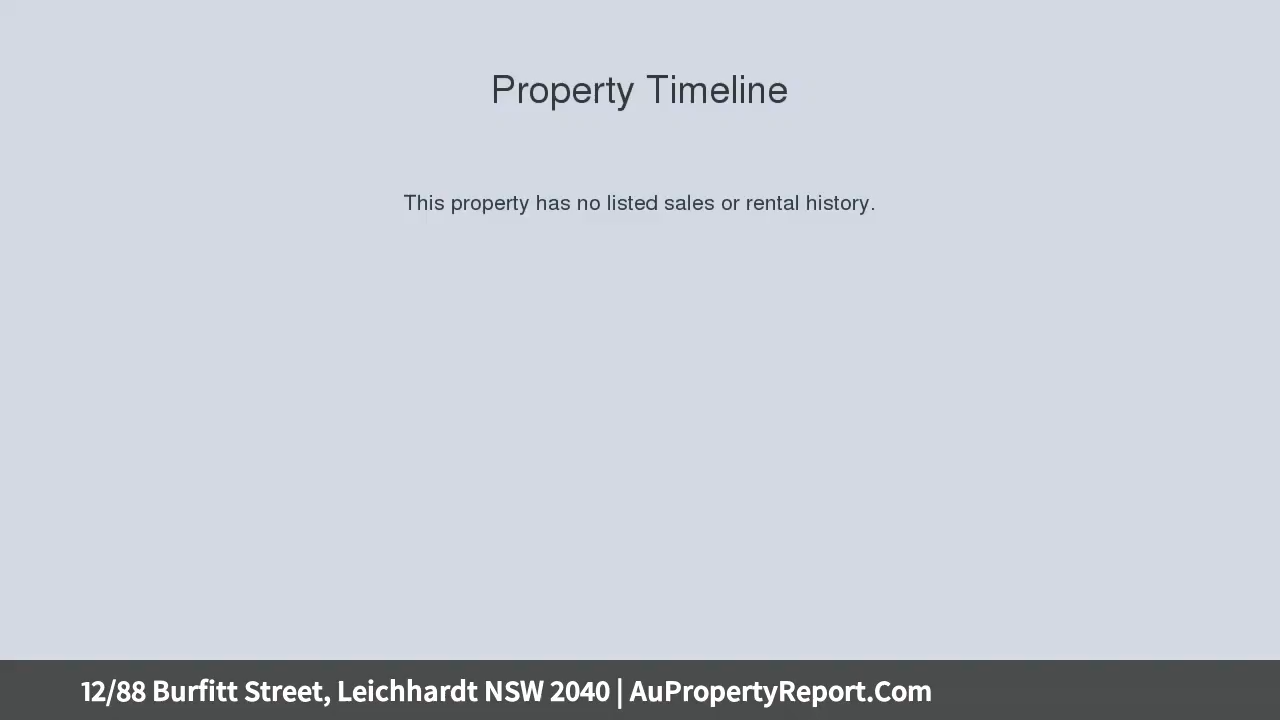 Property Timeline
This property has no listed sales or rental history.
12/88 Burfitt Street, Leichhardt NSW 2040 | AuPropertyReport.Com